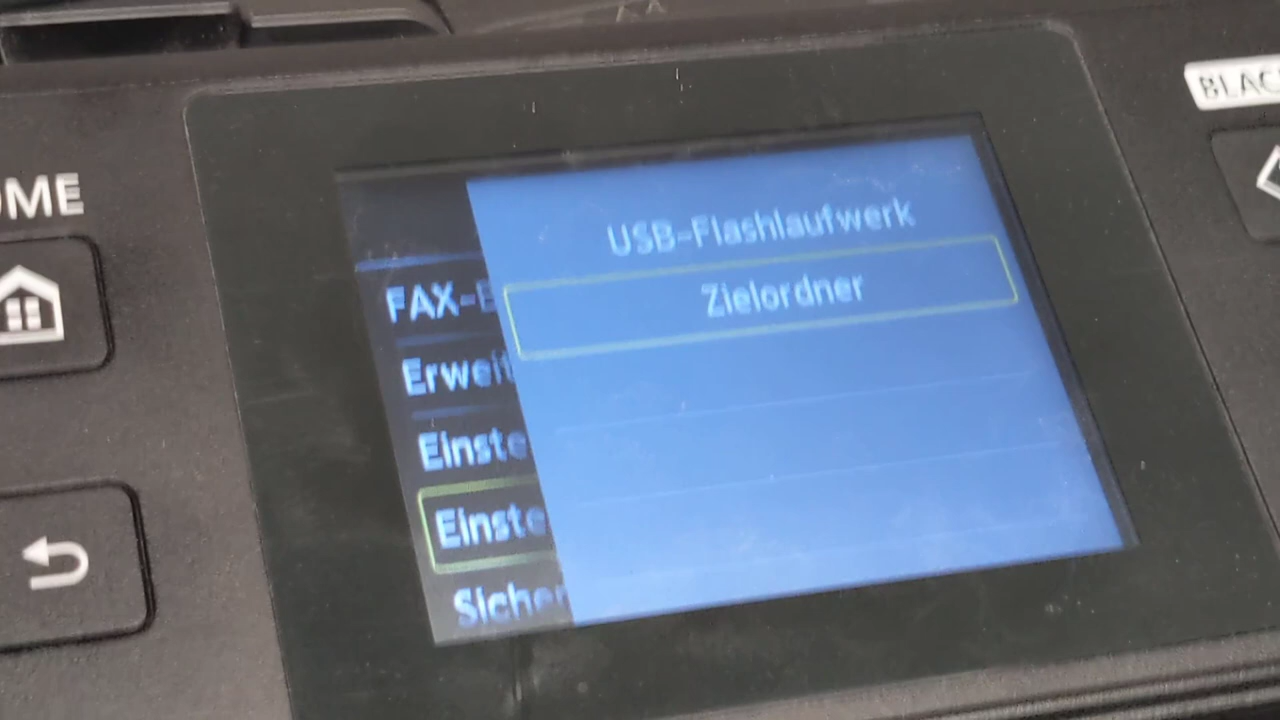 USB-Flashlaufwerk
Zielordner
FAX-E
Erweit
Einste
Einste
Sicher
OME
BLAC